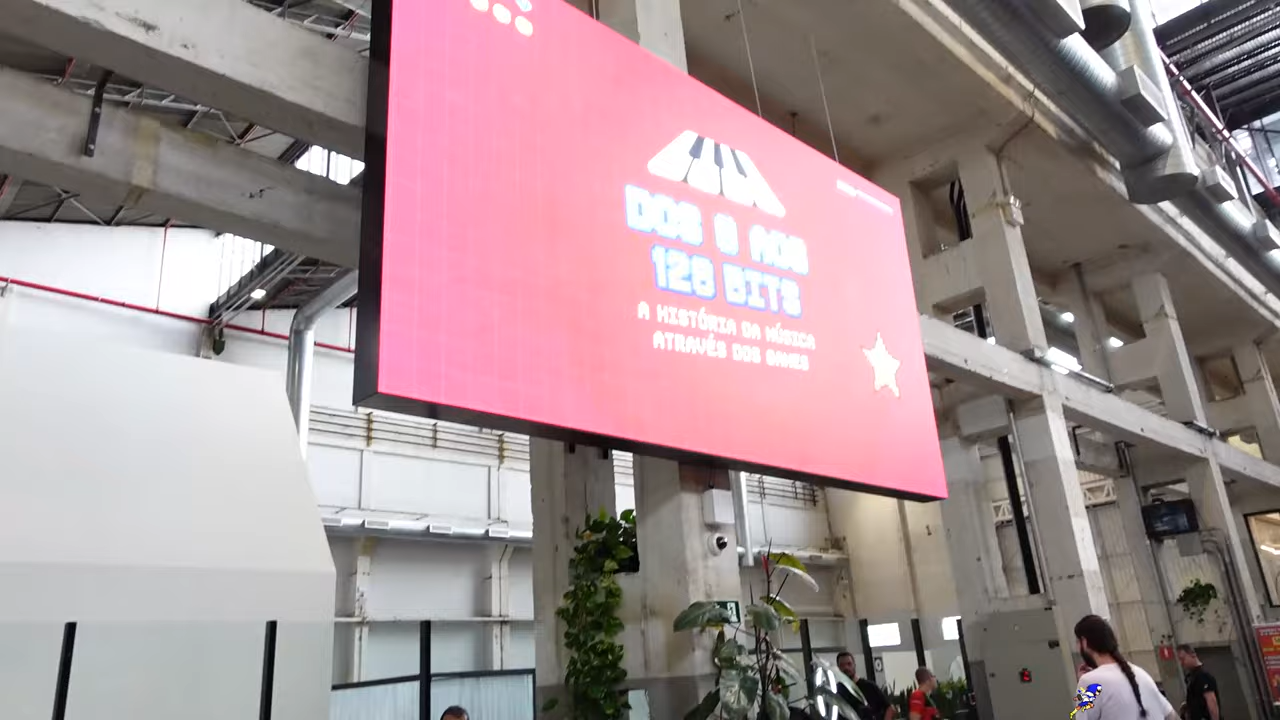 DOS 8 AOS
128 BITS
A HISTÓRIA DA MÚSICA
ATRAVÉS DOS GAMES